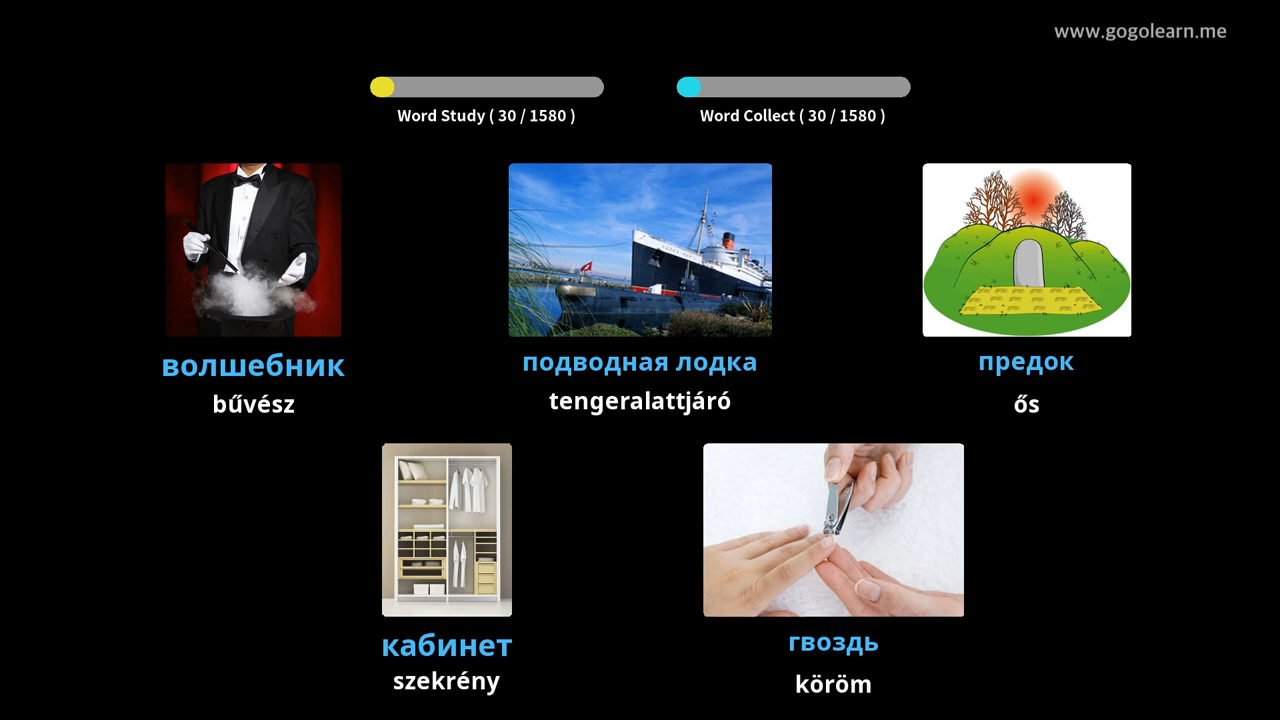 www.gogolearn.me
Word Study ( 30 / 1580 )
Word Collect ( 30 / 1580 )
волшебник
bűvész
подводная лодка
tengeralattjáró
предок
ős
кабинет
szekrény
гвоздь
köröm